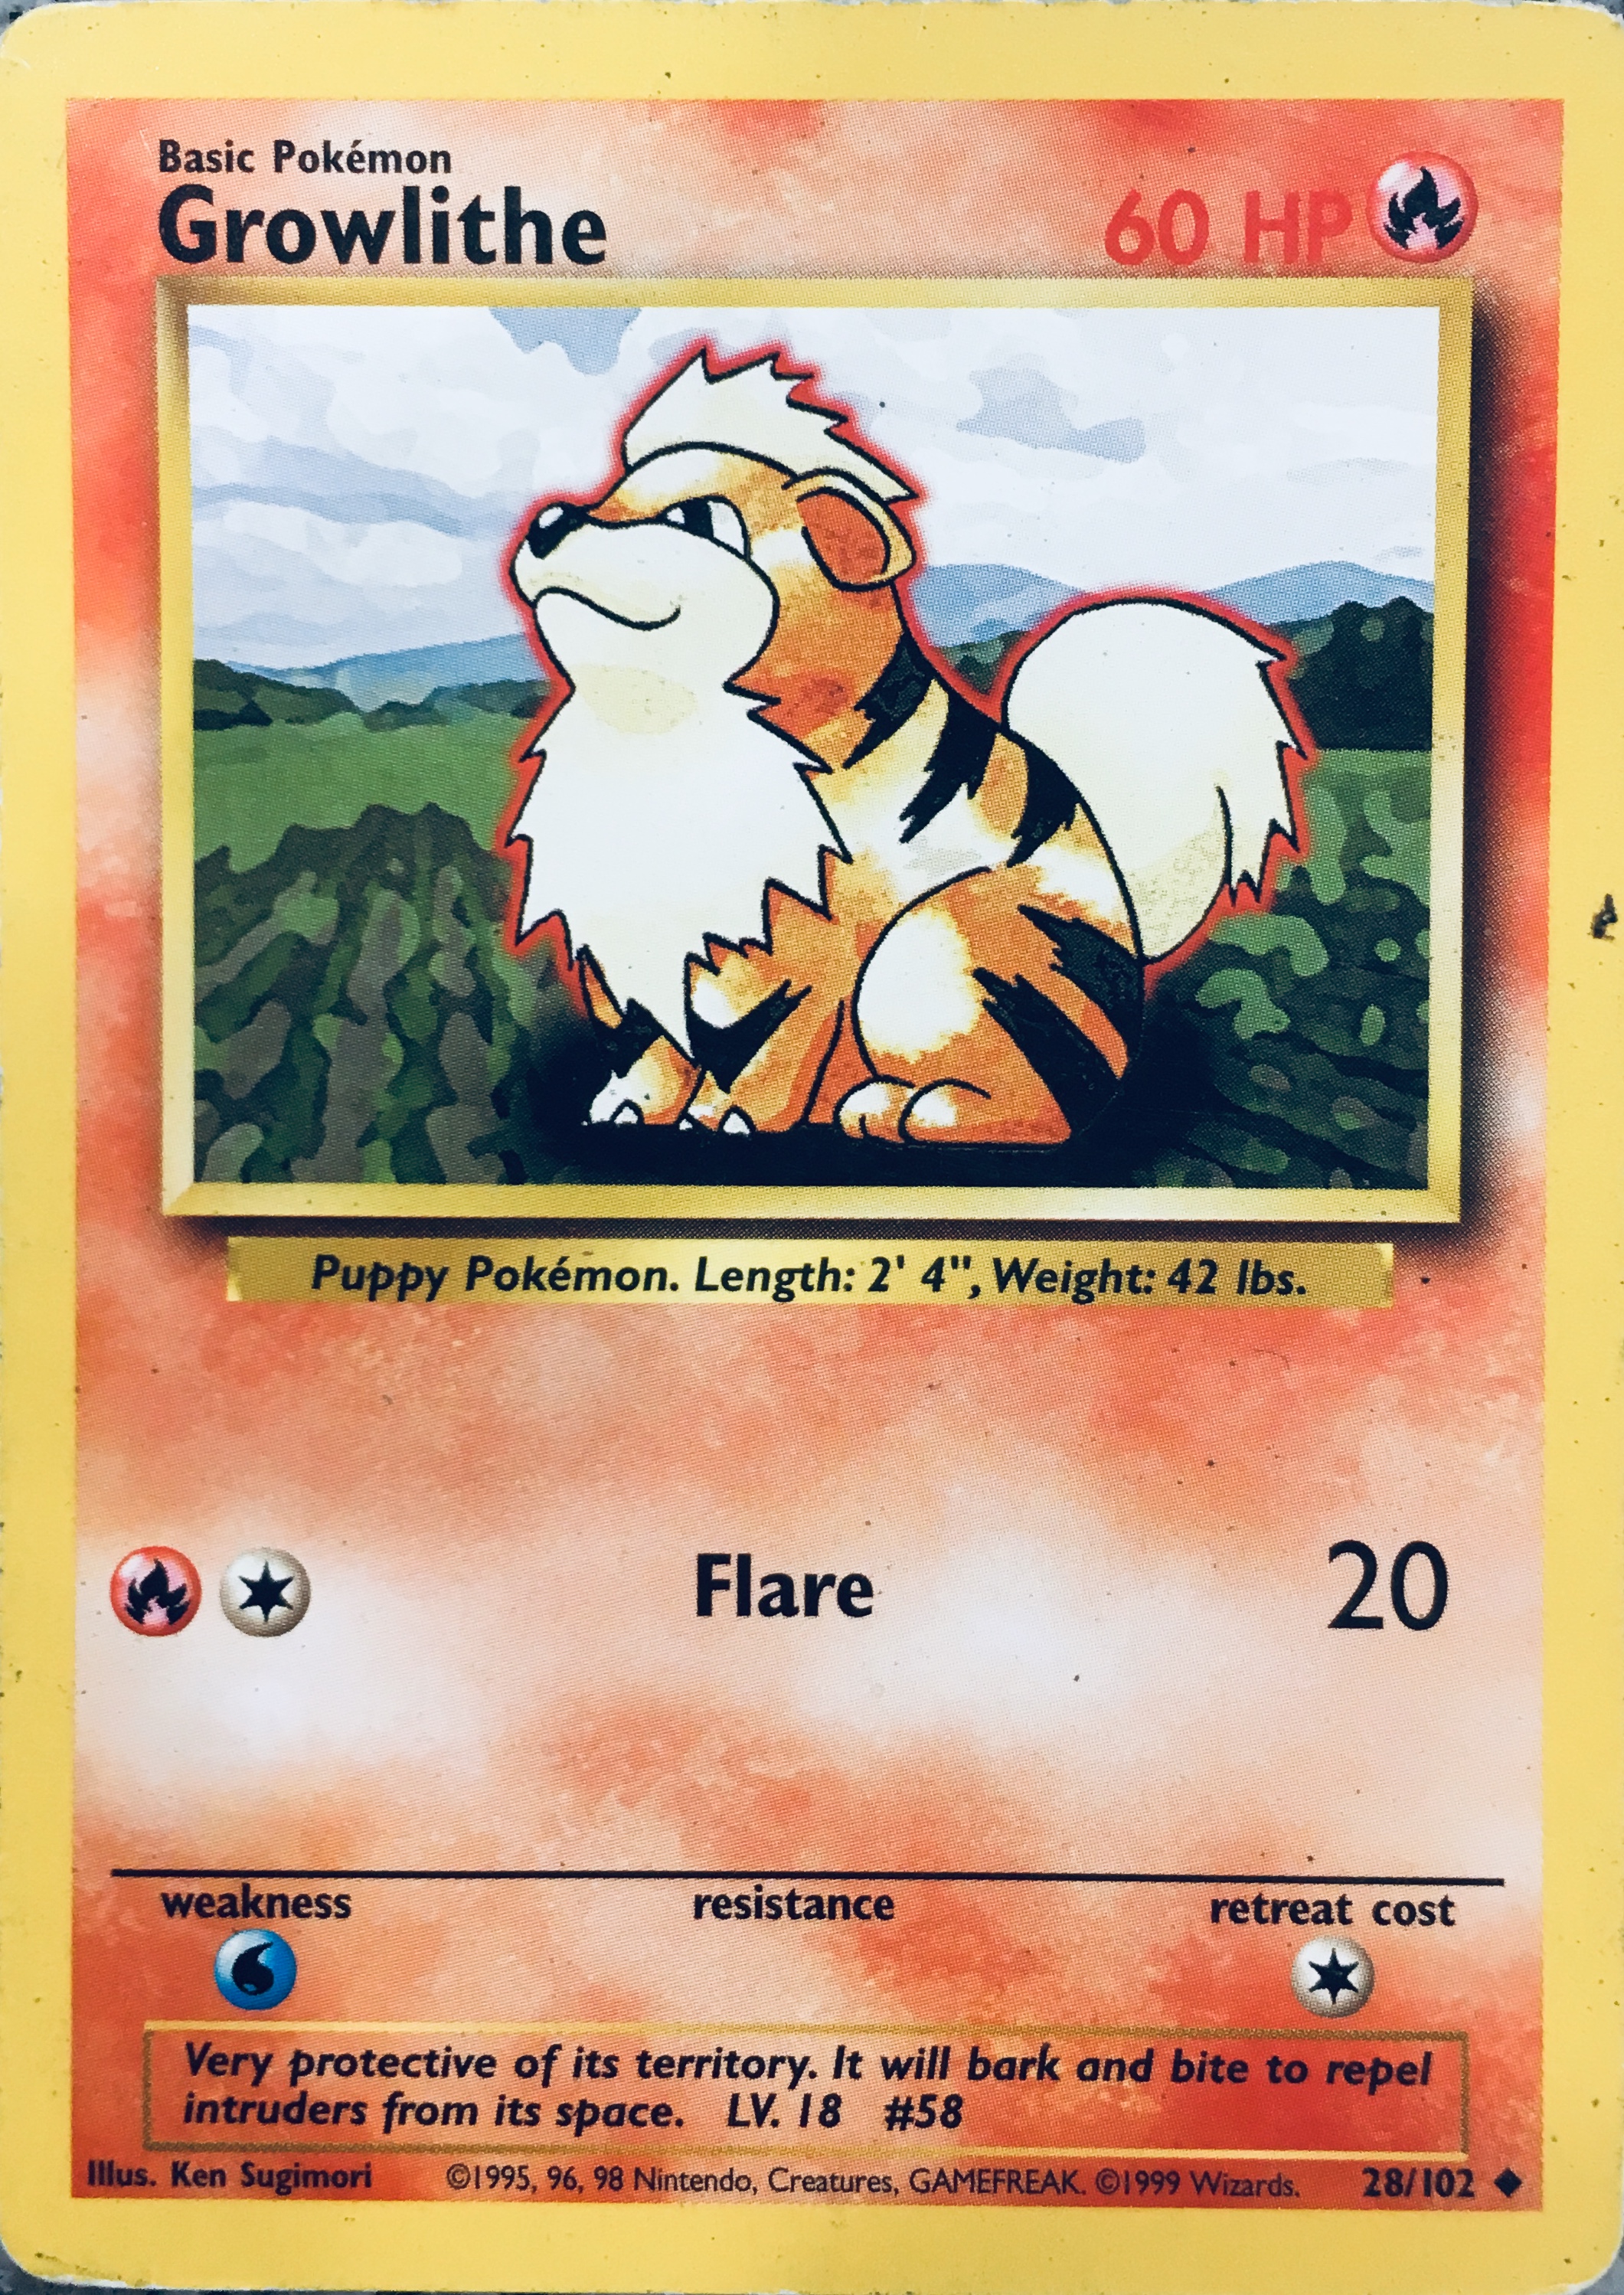 Basic Pokémon
Growlithe
60 HP
Puppy Pokémon. Length: 2' 4", Weight: 42 lbs.
Flare 20
weakness resistance retreat cost
Very protective of its territory. It will bark and bite to repel
intruders from its space. LV. 18 #58
Illus. Ken Sugimori ©1995, 96, 98 Nintendo, Creatures, GAMEFREAK. ©1999 Wizards. 28/102